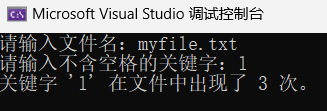 Microsoft Visual Studio 调试控制台
请输入文件名：myfile.txt
请输入不含空格的关键字：l
关键字 'l' 在文件中出现了 3 次。